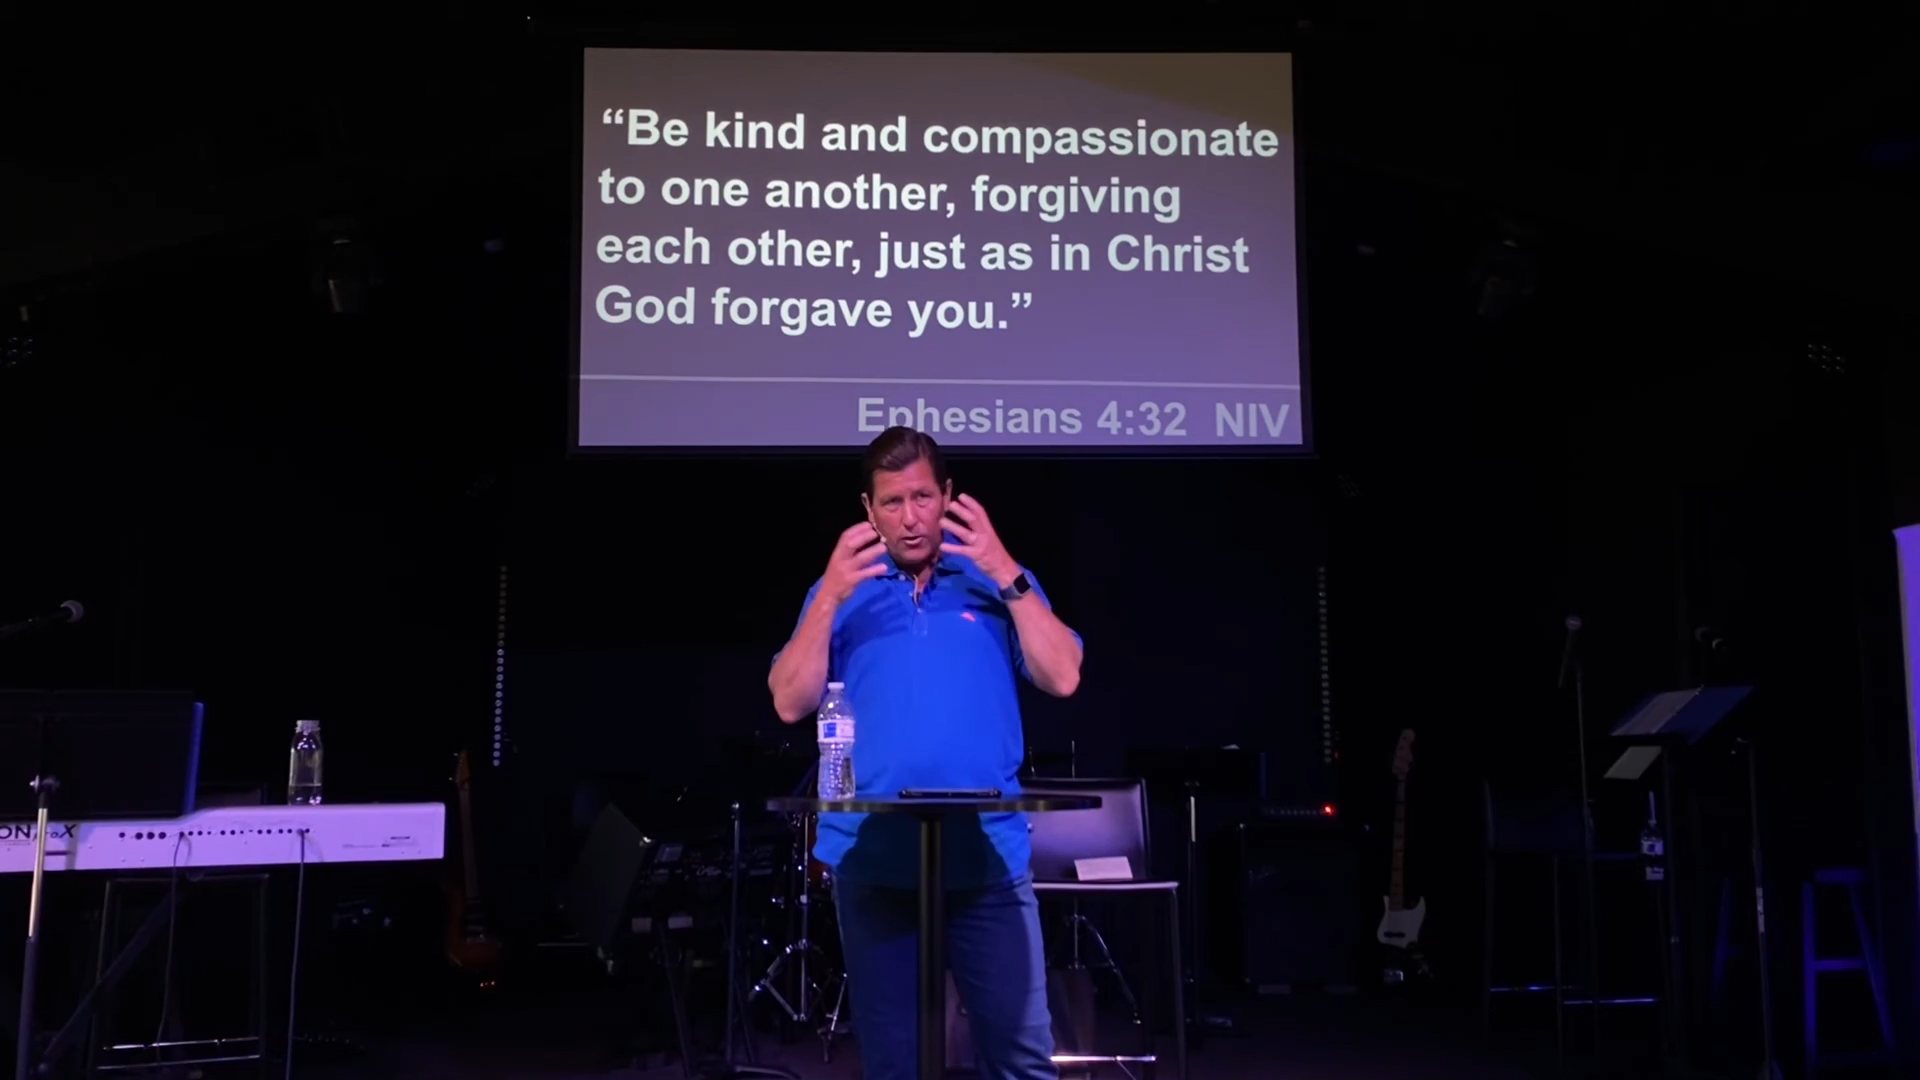 “Be kind and compassionate
to one another, forgiving
each other, just as in Christ
God forgave you.”
Ephesians 4:32 NIV